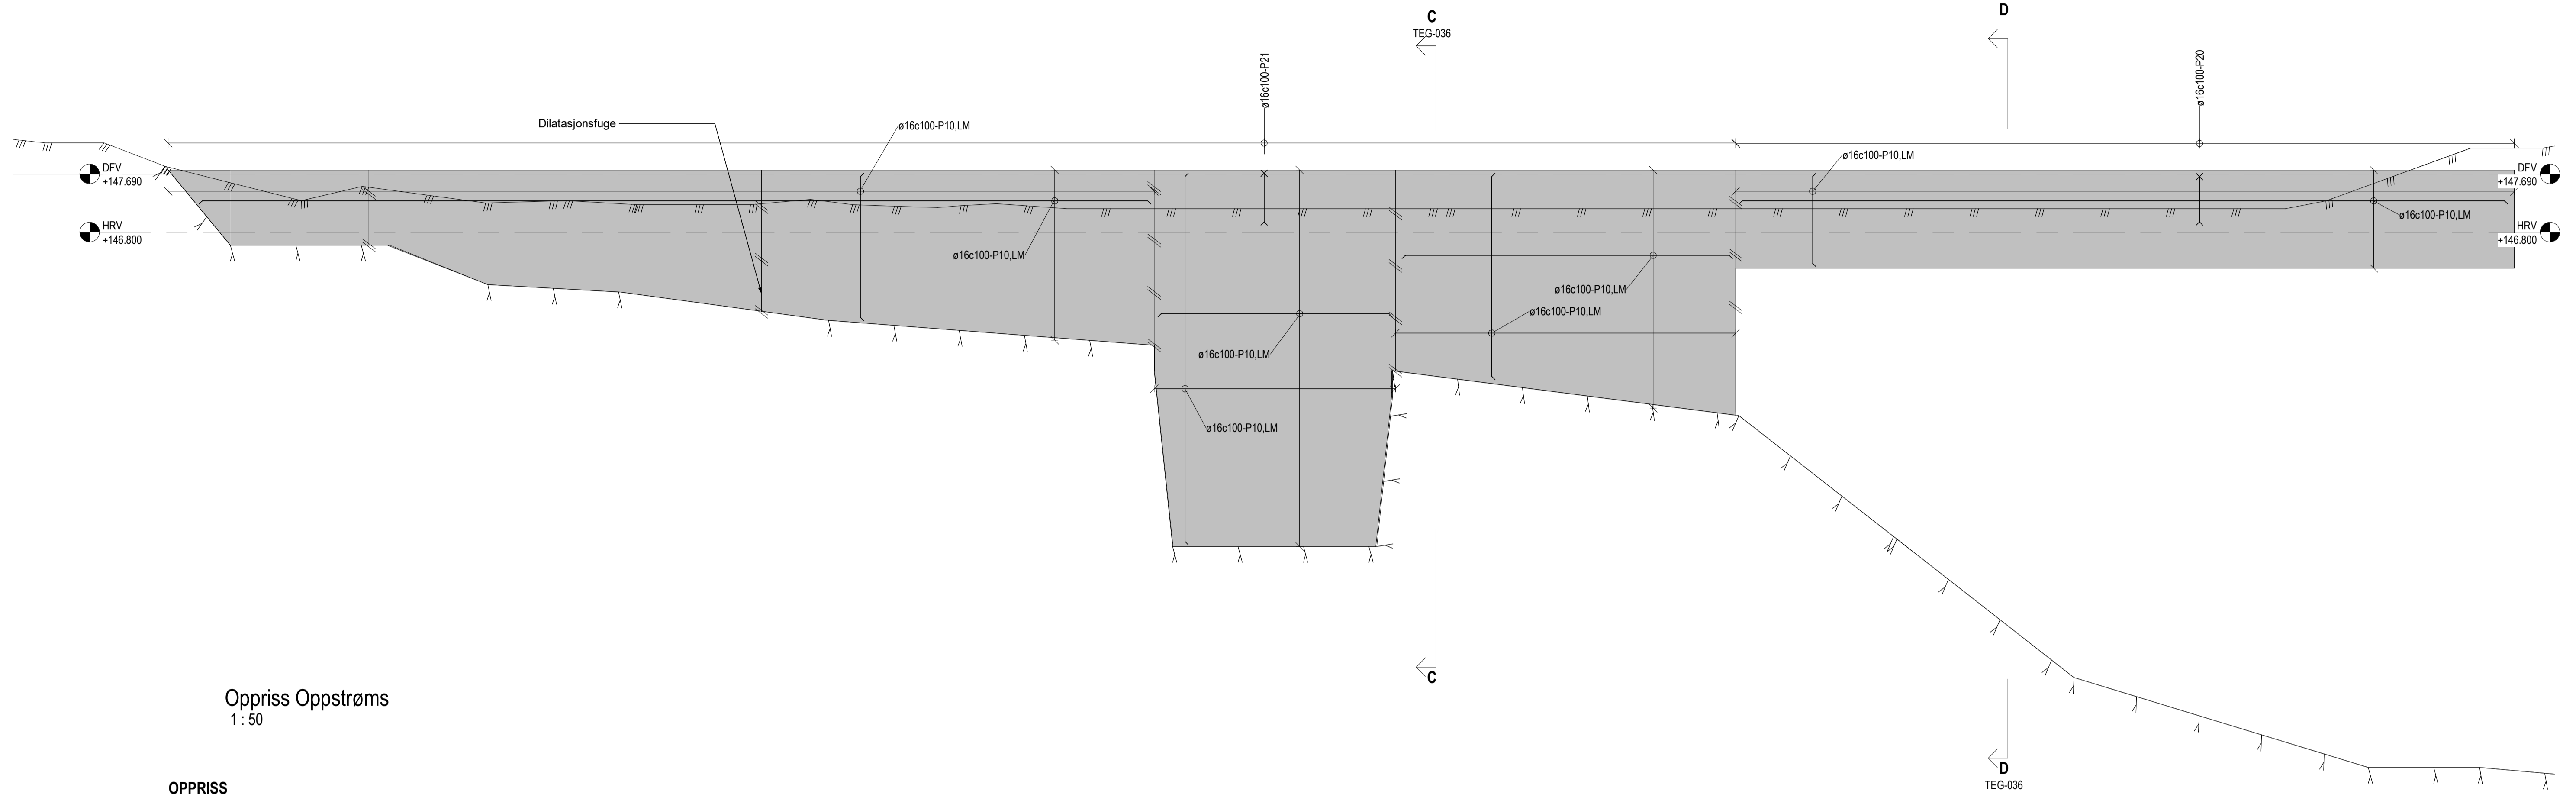 D
C
TEG-036
ø16c100-P21
ø16c100-P20
Dilatasjonsfuge
ø16c100-P10,LM
ø16c100-P10,LM
DFV
+147.690
DFV
+147.690
ø16c100-P10,LM
HRV
+146.800
HRV
+146.800
ø16c100-P10,LM
ø16c100-P10,LM
ø16c100-P10,LM
ø16c100-P10,LM
ø16c100-P10,LM
C
Oppriss Oppstrøms
1 : 50
D
TEG-036
OPPRISS